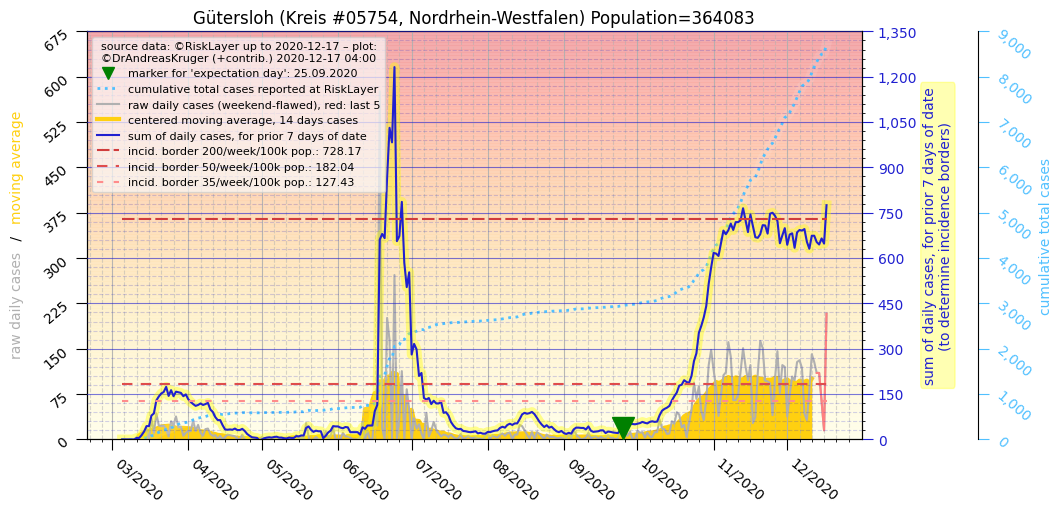 Gütersloh (Kreis #05754, Nordrhein-Westfalen) Population=364083
source data: ©RiskLayer up to 2020-12-17 – plot:
©DrAndreasKruger (+contrib.) 2020-12-17 04:00
marker for 'expectation day': 25.09.2020
cumulative total cases reported at RiskLayer
raw daily cases (weekend-flawed), red: last 5
centered moving average, 14 days cases
sum of daily cases, for prior 7 days of date
incid. border 200/week/100k pop.: 728.17
incid. border 50/week/100k pop.: 182.04
incid. border 35/week/100k pop.: 127.43
raw daily cases / moving average
675
600
525
450
375
300
225
150
75
0
03/2020
04/2020
05/2020
06/2020
07/2020
08/2020
09/2020
10/2020
11/2020
12/2020
1,350
1,200
1,050
900
750
600
450
300
150
0
sum of daily cases, for prior 7 days of date
(to determine incidence borders)
9,000
8,000
7,000
6,000
5,000
4,000
3,000
2,000
1,000
0
cumulative total cases